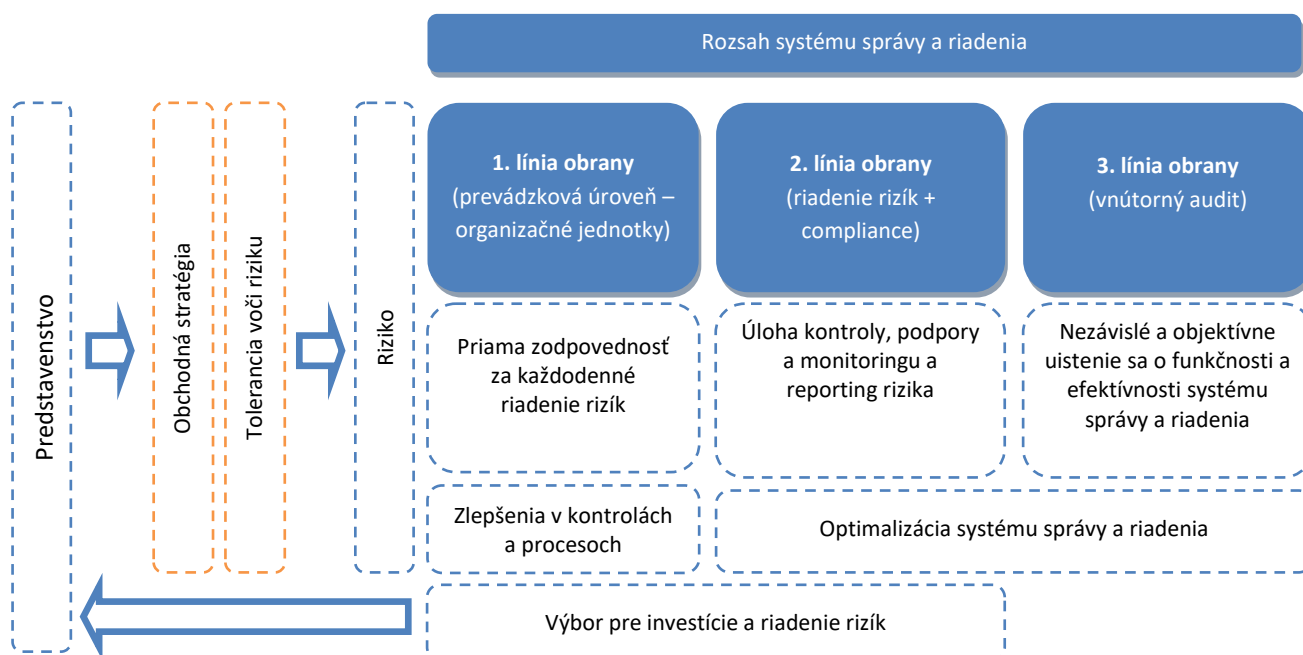 Rozsah systému správy a riadenia
Predstavenstvo
Obchodná stratégia
Tolerancia voči riziku
Riziko
1. línia obrany
(prevádzková úroveň –
organizačné jednotky)
2. línia obrany
(riadenie rizík +
compliance)
3. línia obrany
(vnútorný audit)
Priama zodpovednosť
za každodenné
riadenie rizík
Úloha kontroly, podpory
a monitoringu a
reporting rizika
Nezávislé a objektívne
uistenie sa o funkčnosti a
efektívnosti systému
správy a riadenia
Zlepšenia v kontrolách
a procesoch
Optimalizácia systému správy a riadenia
Výbor pre investície a riadenie rizík